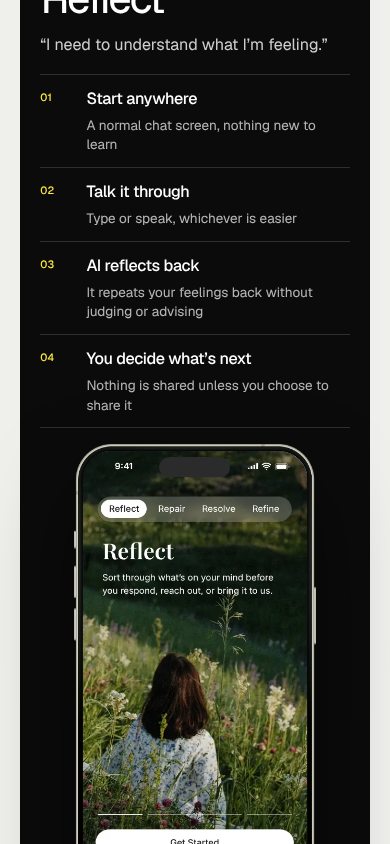 Reflect
“I need to understand what I’m feeling.”
01
Start anywhere
A normal chat screen, nothing new to
learn
02
Talk it through
Type or speak, whichever is easier
03
AI reflects back
It repeats your feelings back without
judging or advising
04
You decide what’s next
Nothing is shared unless you choose to
share it
9:41
Reflect Repair Resolve Refine
Reflect
Sort through what’s on your mind before
you respond, reach out, or bring it to us.
Get Started